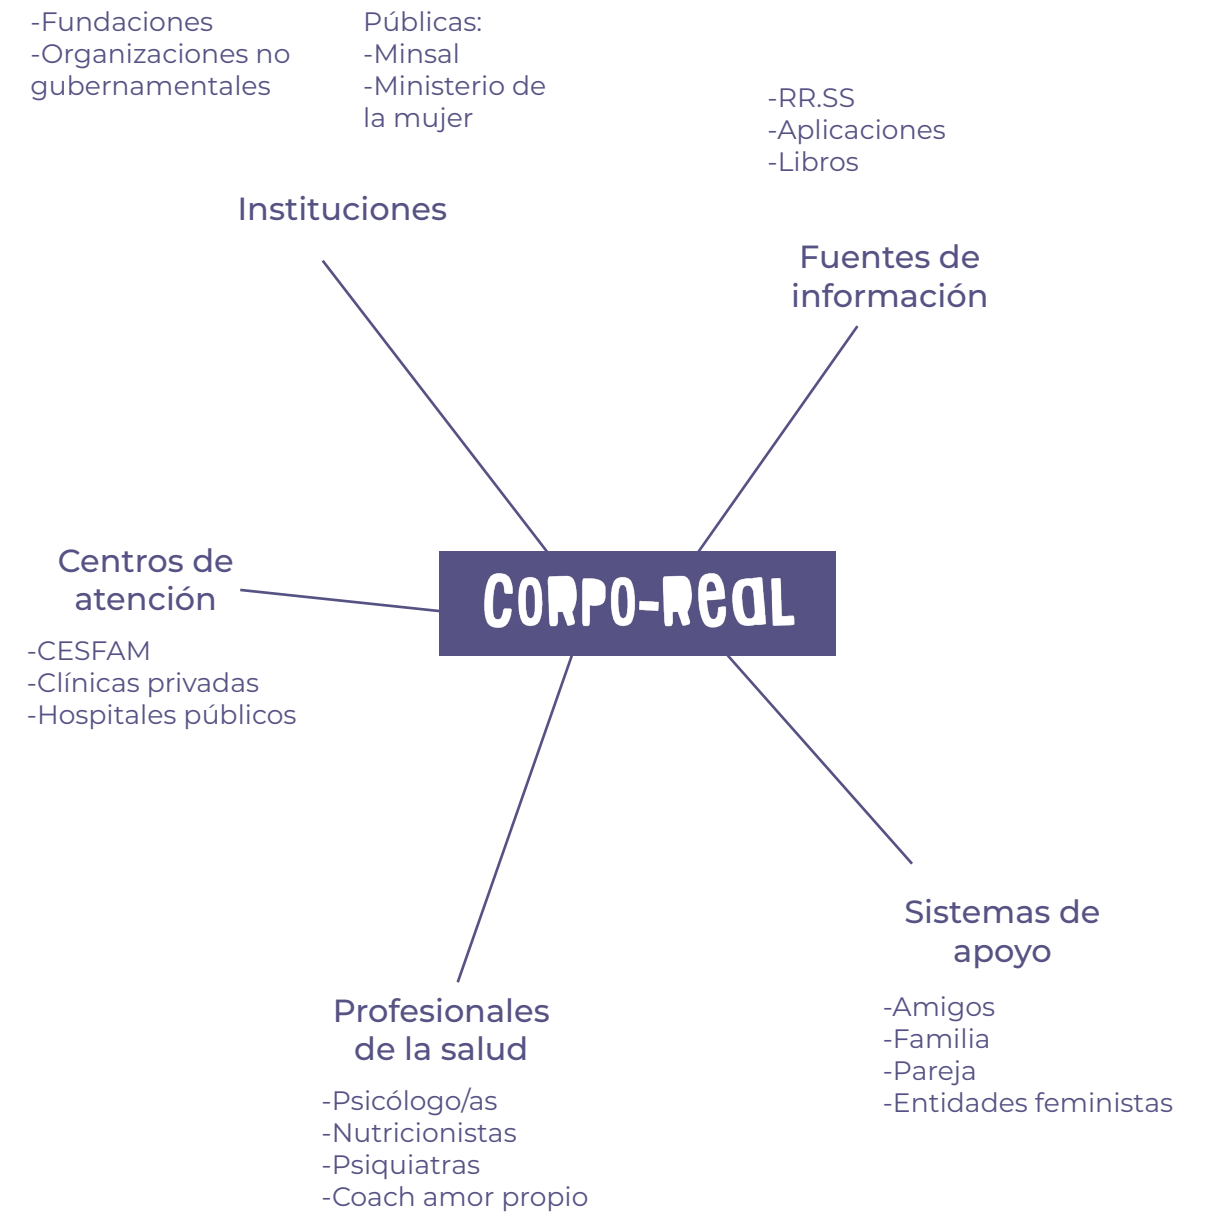 -Fundaciones
-Organizaciones no
gubernamentales
Públicas:
-Minsal
-Ministerio de
la mujer
Instituciones
-RR.SS
-Aplicaciones
-Libros
Fuentes de
información
Centros de
atención
-CESFAM
-Clínicas privadas
-Hospitales públicos
CORPO-ReaL
Profesionales
de la salud
-Psicólogo/as
-Nutricionistas
-Psiquiatras
-Coach amor propio
Sistemas de
apoyo
-Amigos
-Familia
-Pareja
-Entidades feministas